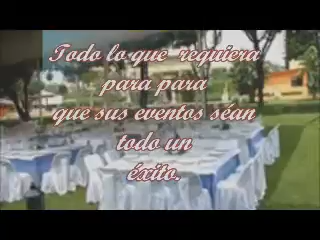 Todo lo que requiera
para para
que sus eventos séan
todo un
éxito.